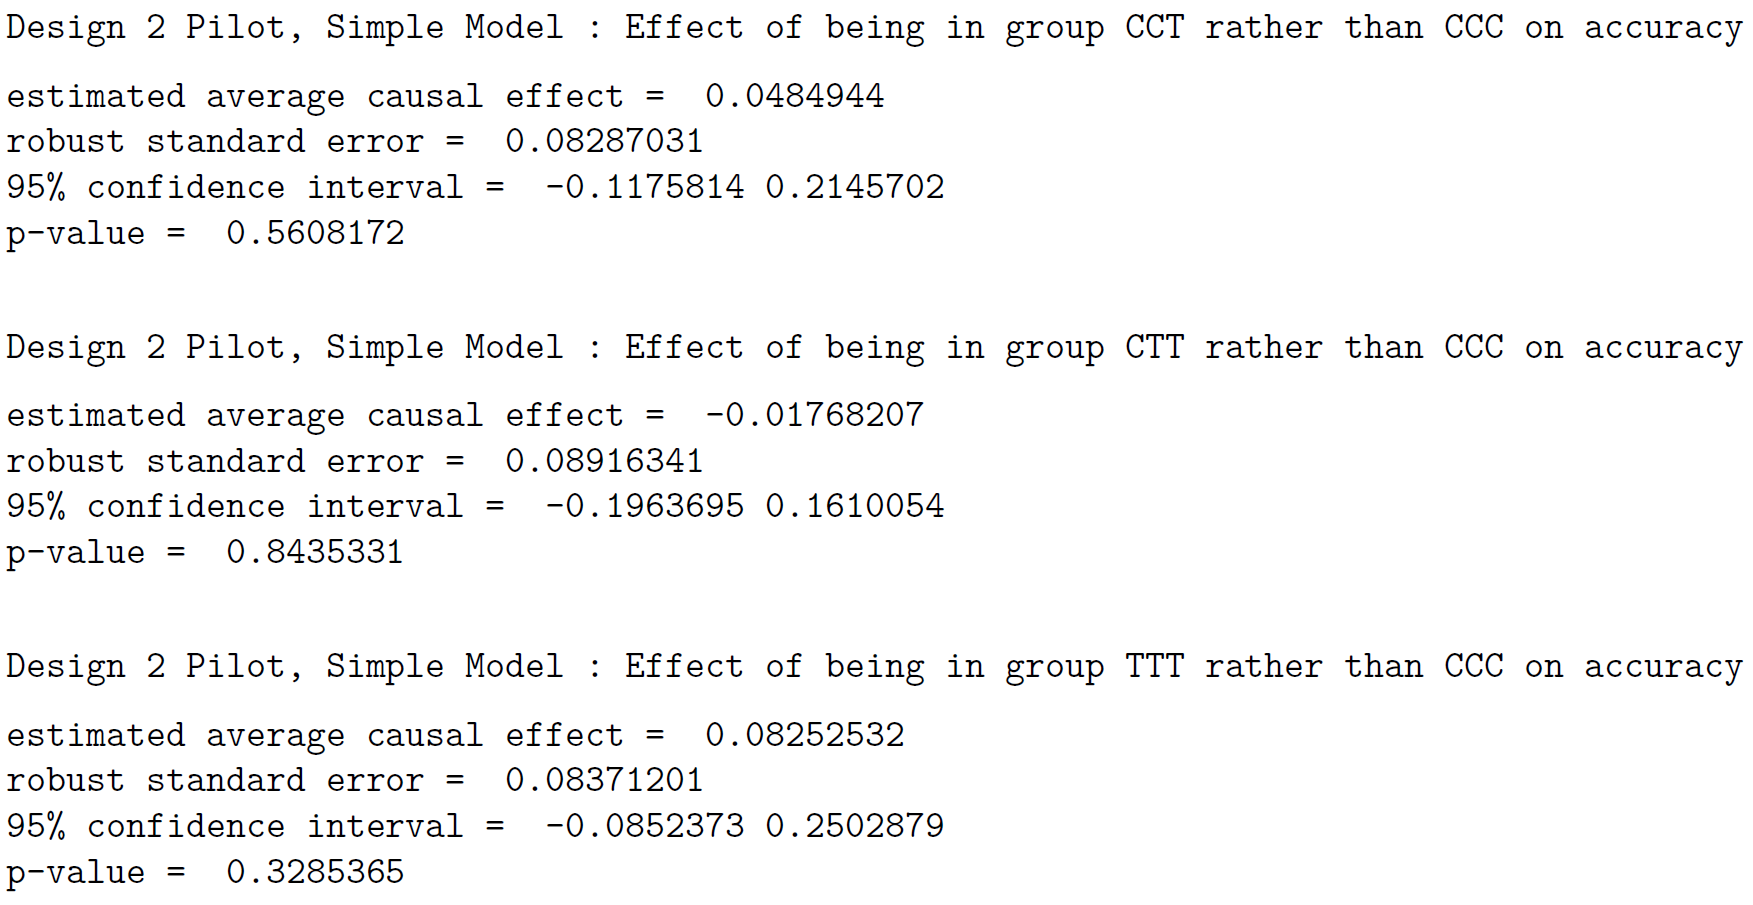 Design 2 Pilot, Simple Model : Effect of being in group CCT rather than CCC on accuracy
estimated average causal effect = 0.0484944
robust standard error = 0.08287031
95% confidence interval = -0.1175814 0.2145702
p-value = 0.5608172
Design 2 Pilot, Simple Model : Effect of being in group CTT rather than CCC on accuracy
estimated average causal effect = -0.01768207
robust standard error = 0.08916341
95% confidence interval = -0.1963695 0.1610054
p-value = 0.8435331
Design 2 Pilot, Simple Model : Effect of being in group TTT rather than CCC on accuracy
estimated average causal effect = 0.08252532
robust standard error = 0.08371201
95% confidence interval = -0.0852373 0.2502879
p-value = 0.3285365